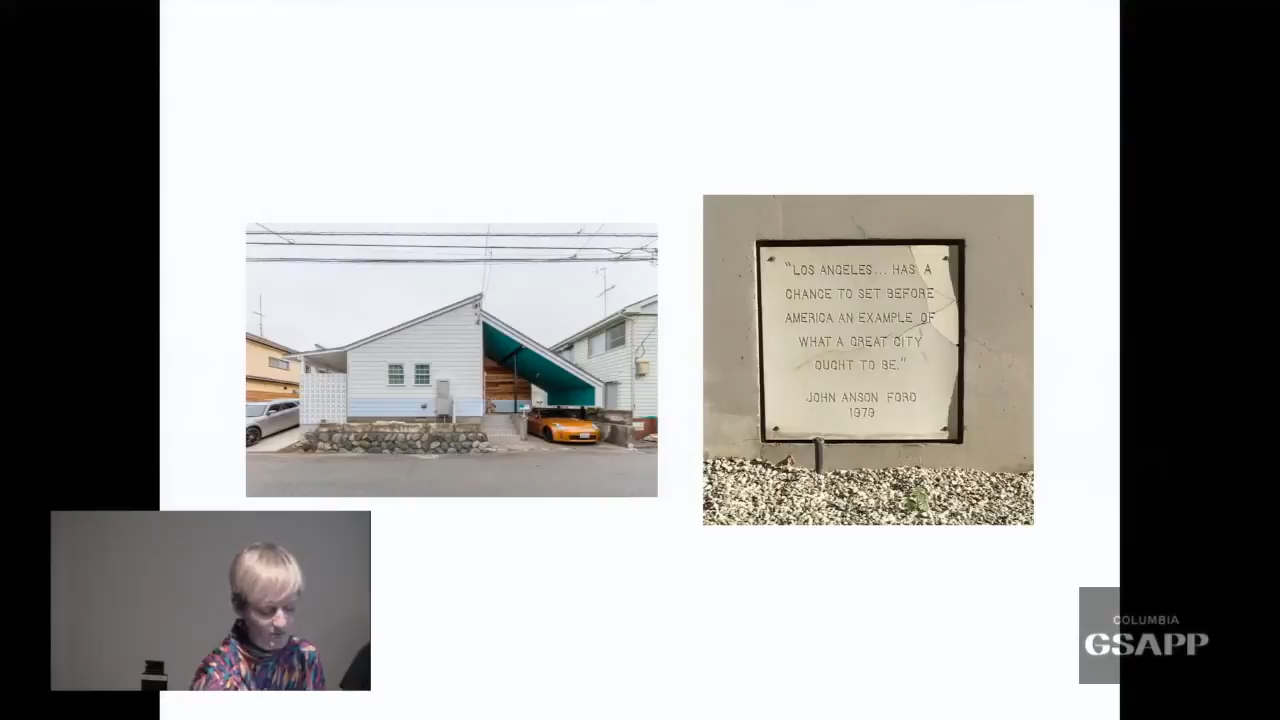 "LOS ANGELES... HAS A
CHANCE TO SET BEFORE
AMERICA AN EXAMPLE OF
WHAT A GREAT CITY
OUGHT TO BE."
JOHN ANSON FORD
1979
COLUMBIA
GSAPP